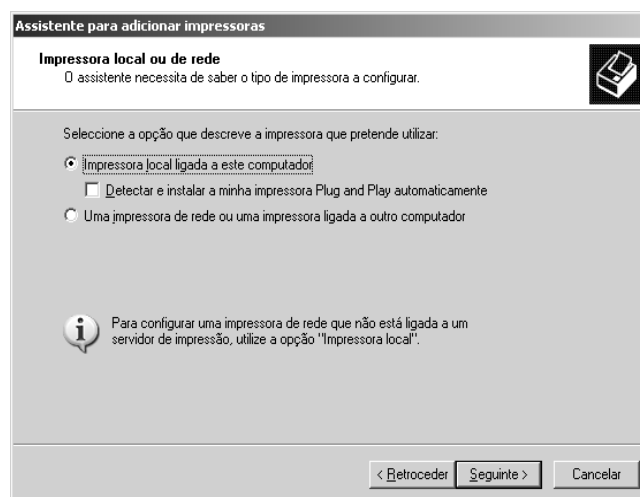 Assistente para adicionar impressoras
Impressora local ou de rede
O assistente necessita de saber o tipo de impressora a configurar.
Seleccione a opção que descreve a impressora que pretende utilizar:
Impressora local ligada a este computador
Detectar e instalar a minha impressora Plug and Play automaticamente
Uma impressora de rede ou uma impressora ligada a outro computador
Para configurar uma impressora de rede que não está ligada a um
servidor de impressão, utilize a opção "Impressora local".
< Retroceder Seguinte > Cancelar